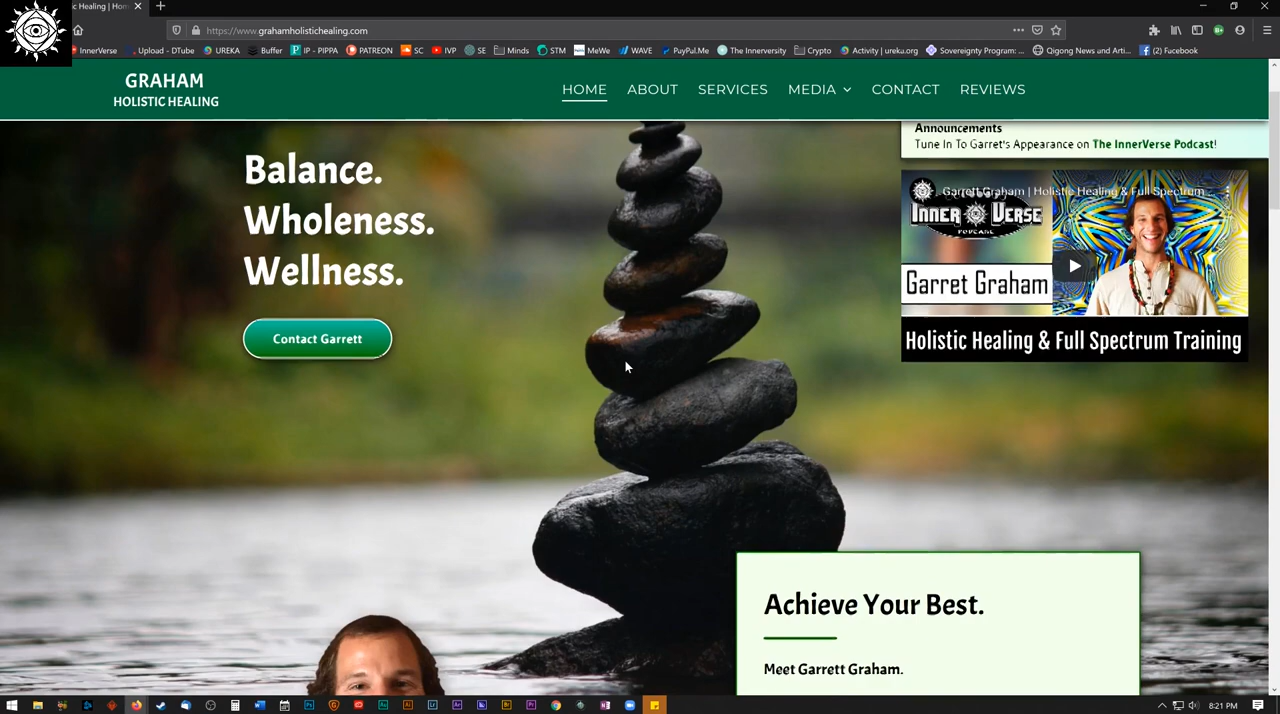 Healing | Hom
https://www.grahamholistichealing.com
InnerVerse
Upload - DTube
UREKA
Buffer
IP - PIPPA
PATREON
SC
IVP
SE
Minds
STM
MeWe
WAVE
PayPal.Me
The Innerversity
Crypto
Activity | ureka.org
Sovereignty Program: ...
Qigong News and Arti...
(2) Facebook
GRAHAM
HOLISTIC HEALING
HOME
ABOUT
SERVICES
MEDIA
CONTACT
REVIEWS
Balance.
Wholeness.
Wellness.
Contact Garrett
Announcements
Tune In To Garret's Appearance on The InnerVerse Podcast!
Garrett Graham | Holistic Healing & Full Spectrum ...
INNER VERSE
PODCAST
Garret Graham
Holistic Healing & Full Spectrum Training
Achieve Your Best.
Meet Garrett Graham.
8:21 PM